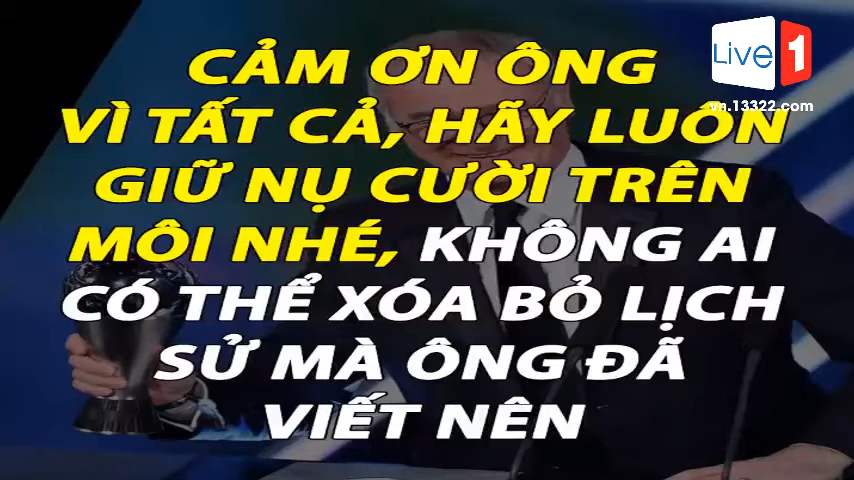 CẢM ƠN ÔNG
VÌ TẤT CẢ, HÃY LUÔN
GIỮ NỤ CƯỜI TRÊN
MÔI NHÉ, KHÔNG AI
CÓ THỂ XÓA BỎ LỊCH
SỬ MÀ ÔNG ĐÃ
VIẾT NÊN
Live 1
vn.13322.com